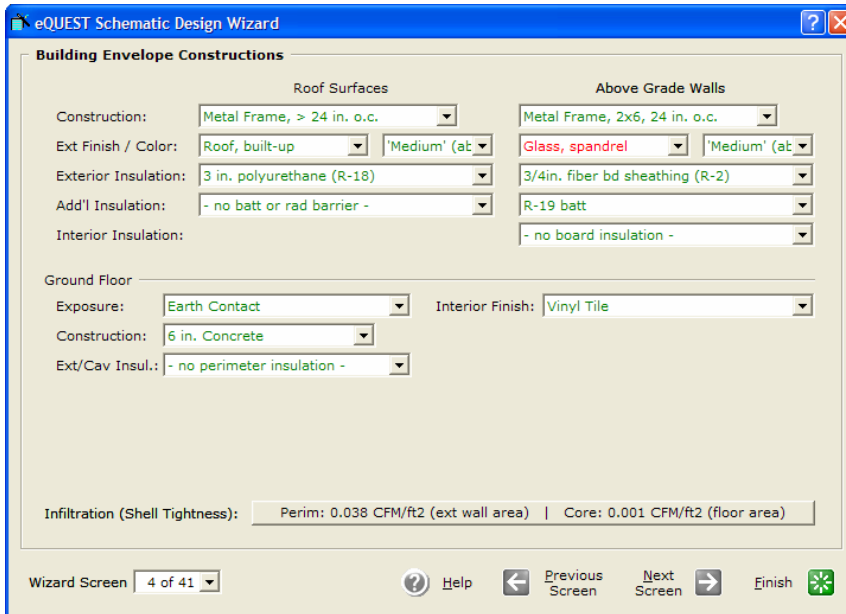 eQUEST Schematic Design Wizard
Building Envelope Constructions
Roof Surfaces Above Grade Walls
Construction: Metal Frame, > 24 in. o.c. Metal Frame, 2x6, 24 in. o.c.
Ext Finish / Color: Roof, built-up 'Medium' (ab Glass, spandrel 'Medium' (ab
Exterior Insulation: 3 in. polyurethane (R-18) 3/4in. fiber bd sheathing (R-2)
Add'l Insulation: - no batt or rad barrier - R-19 batt
Interior Insulation: - no board insulation -
Ground Floor
Exposure: Earth Contact Interior Finish: Vinyl Tile
Construction: 6 in. Concrete
Ext/Cav Insul.: - no perimeter insulation -
Infiltration (Shell Tightness): Perim: 0.038 CFM/ft2 (ext wall area) | Core: 0.001 CFM/ft2 (floor area)
Wizard Screen 4 of 41 ? Help Previous Screen Next Screen Finish